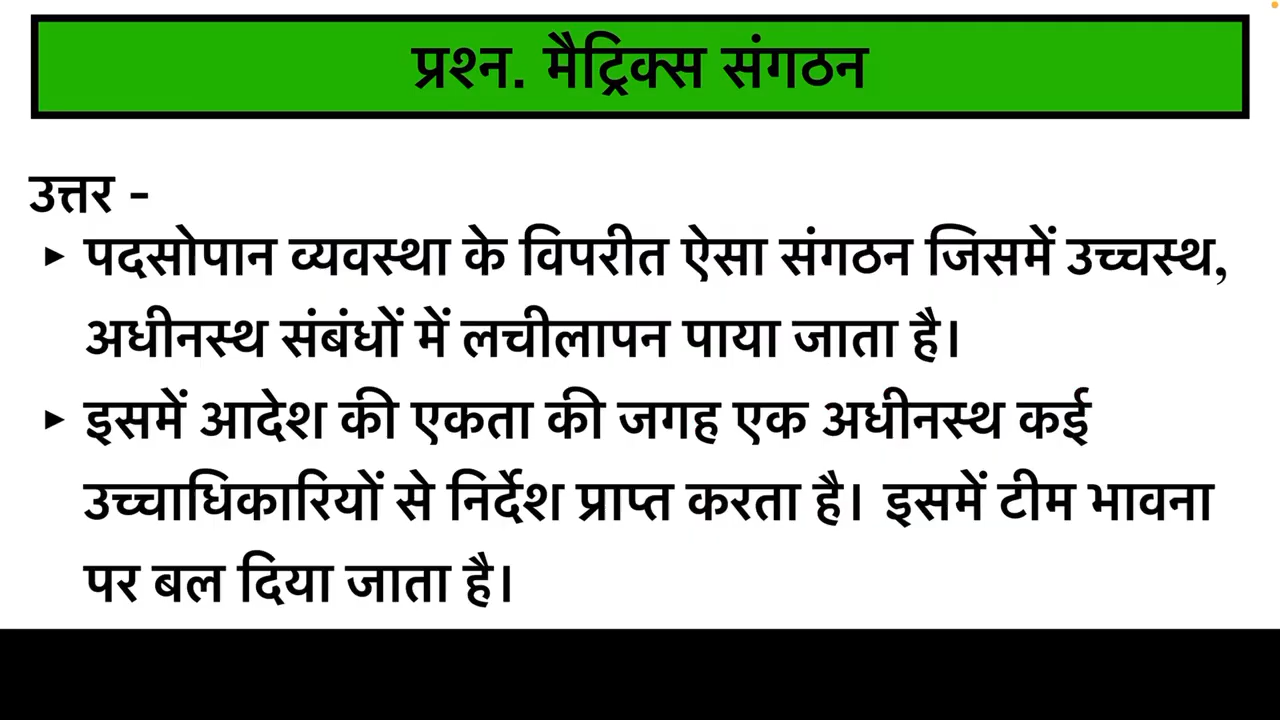 प्रश्न. मैट्रिक्स संगठन
उत्तर -
‣ पदसोपान व्यवस्था के विपरीत ऐसा संगठन जिसमें उच्चस्थ,
अधीनस्थ संबंधों में लचीलापन पाया जाता है।
‣ इसमें आदेश की एकता की जगह एक अधीनस्थ कई
उच्चाधिकारियों से निर्देश प्राप्त करता है। इसमें टीम भावना
पर बल दिया जाता है।